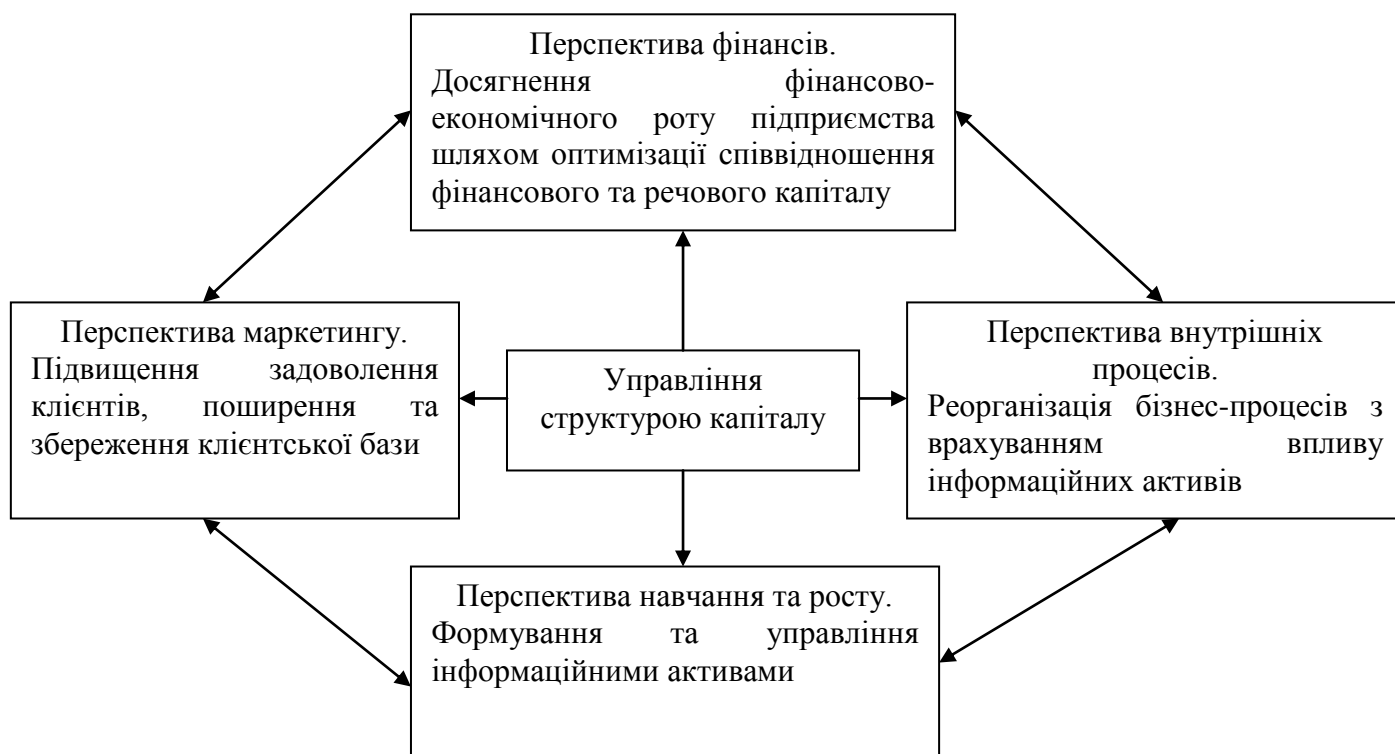 Перспектива фінансів.
Досягнення фінансово-
економічного роту підприємства
шляхом оптимізації співвідношення
фінансового та речового капіталу
Перспектива маркетингу.
Підвищення задоволення
клієнтів, поширення та
збереження клієнтської бази
Управління
структурою капіталу
Перспектива внутрішніх
процесів.
Реорганізація бізнес-процесів з
врахуванням впливу
інформаційних активів
Перспектива навчання та росту.
Формування та управління
інформаційними активами